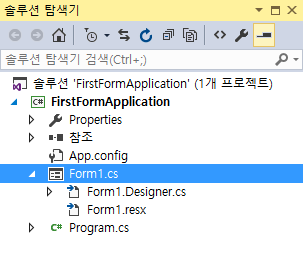 솔루션 탐색기
솔루션 탐색기 검색(Ctrl+;)
솔루션 'FirstFormApplication' (1개 프로젝트)
C# FirstFormApplication
Properties
참조
App.config
Form1.cs
Form1.Designer.cs
Form1.resx
C# Program.cs